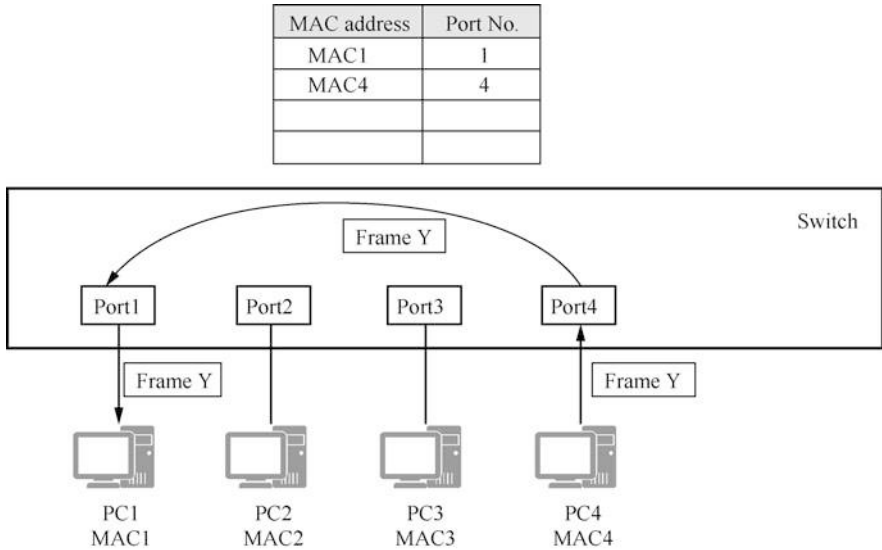 MAC address Port No.
MAC1 1
MAC4 4
Switch
Frame Y
Port1 Port2 Port3 Port4
Frame Y Frame Y
PC1 PC2 PC3 PC4
MAC1 MAC2 MAC3 MAC4